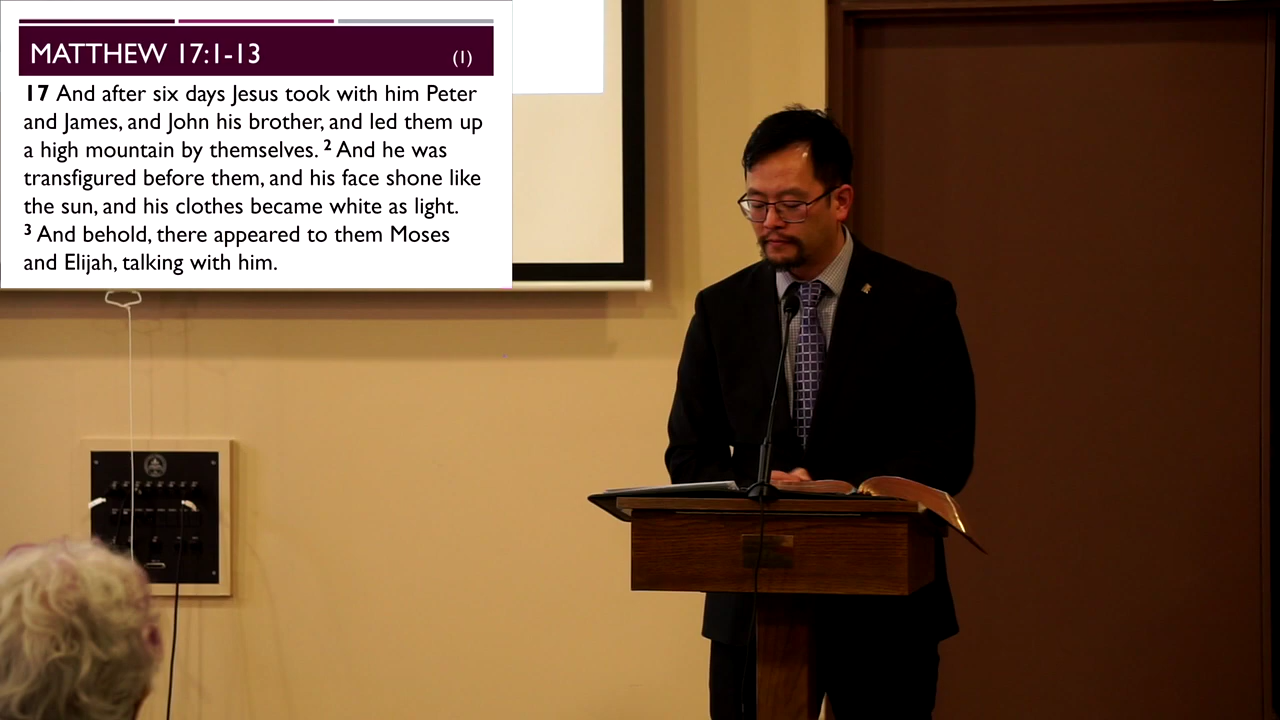 MATTHEW 17:1-13 (1)
17 And after six days Jesus took with him Peter
and James, and John his brother, and led them up
a high mountain by themselves. 2 And he was
transfigured before them, and his face shone like
the sun, and his clothes became white as light.
3 And behold, there appeared to them Moses
and Elijah, talking with him.